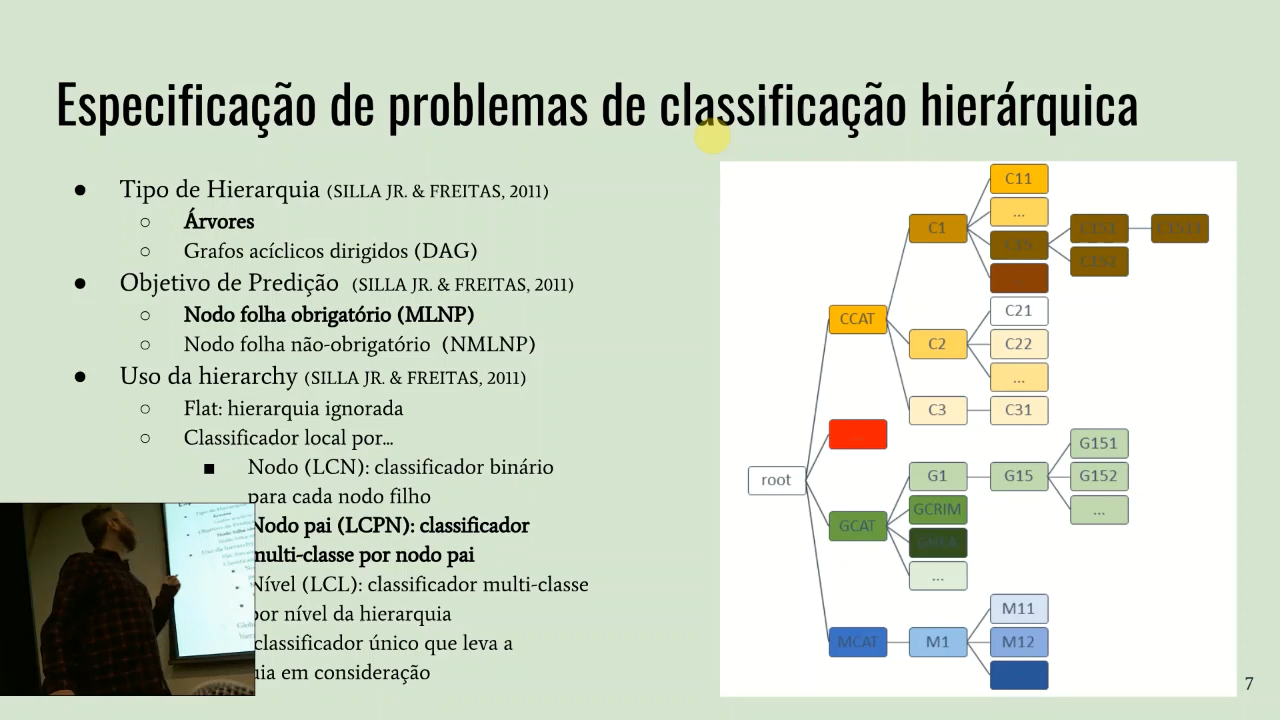 Especificação de problemas de classificação hierárquica
● Tipo de Hierarquia (SILLA JR. & FREITAS, 2011)
○ Árvores
○ Grafos acíclicos dirigidos (DAG)
● Objetivo de Predição (SILLA JR. & FREITAS, 2011)
○ Nodo folha obrigatório (MLNP)
○ Nodo folha não-obrigatório (NMLNP)
● Uso da hierarchy (SILLA JR. & FREITAS, 2011)
○ Flat: hierarquia ignorada
○ Classificador local por...
■ Nodo (LCN): classificador binário
para cada nodo filho
Nodo pai (LCPN): classificador
multi-classe por nodo pai
Nível (LCL): classificador multi-classe
por nível da hierarquia
classificador único que leva a
em consideração
root
CCAT
C1
C11
...
C15
C151
C1511
C152
C2
C21
C22
...
C3
C31
GCAT
G1
G15
G151
G152
...
GCRIM
...
MCAT
M1
M11
M12
7